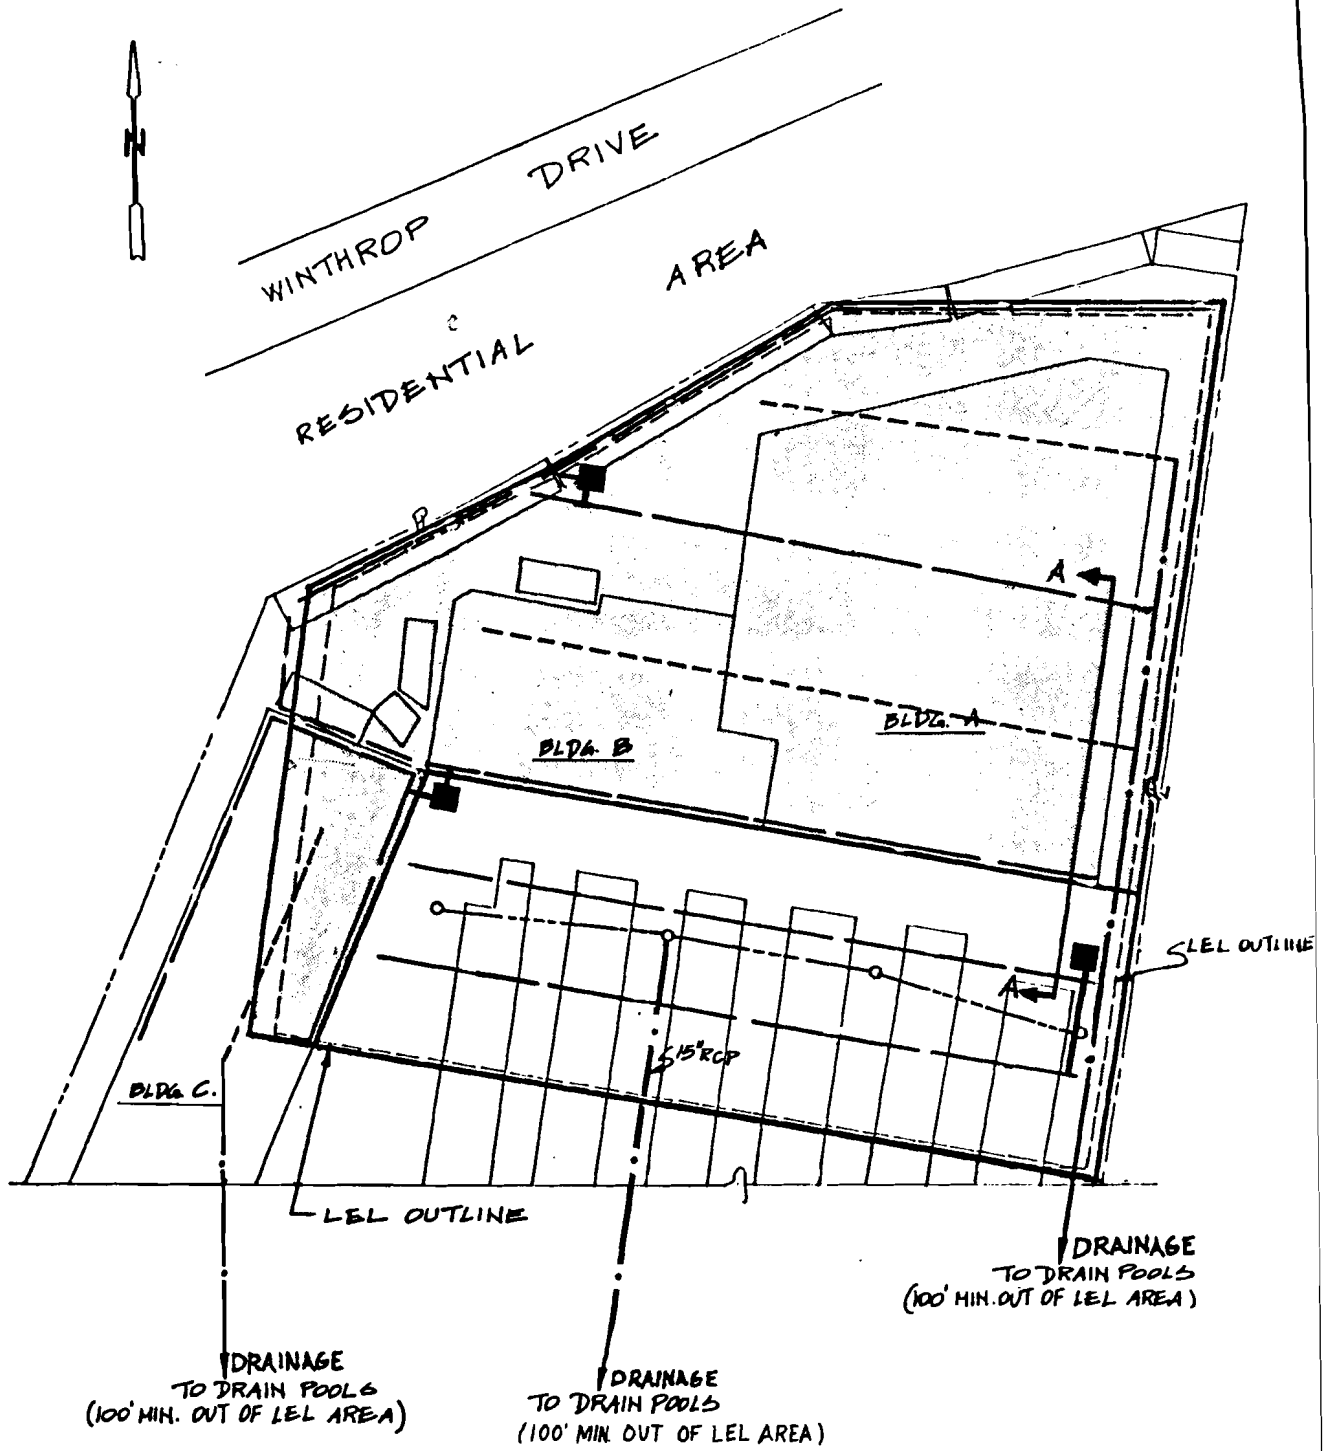 N
WINTHROP DRIVE
RESIDENTIAL AREA
A
BLDG. A
BLDG. B
LEL OUTLINE
A
15" RCP
BLDG. C.
LEL OUTLINE
DRAINAGE
TO DRAIN POOLS
(100' MIN. OUT OF LEL AREA)
DRAINAGE
TO DRAIN POOLS
(100' MIN. OUT OF LEL AREA)
DRAINAGE
TO DRAIN POOLS
(100' MIN OUT OF LEL AREA)